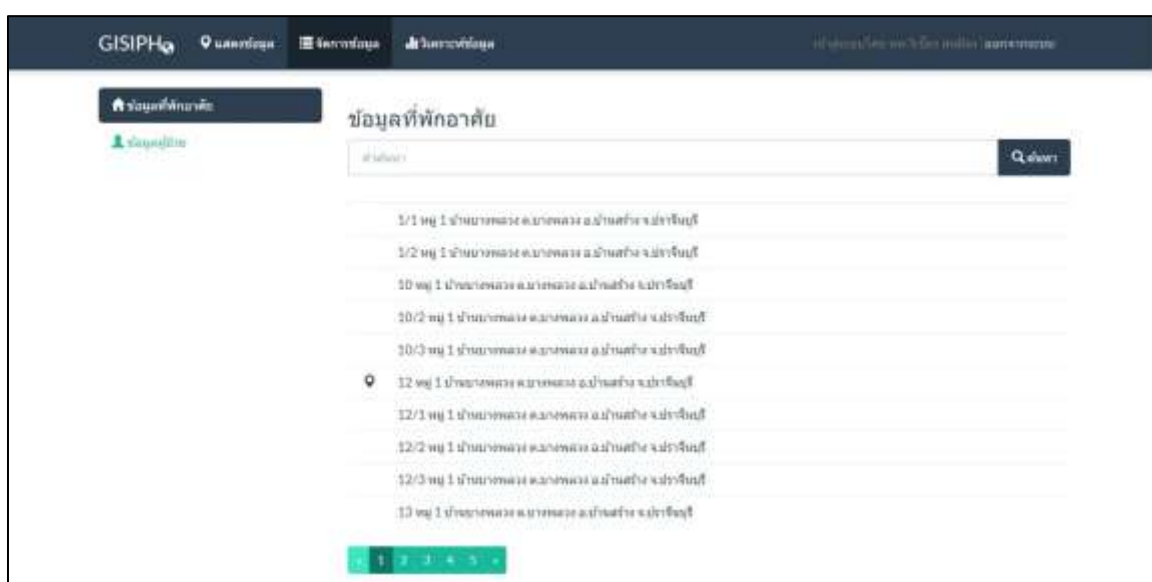 GISIPH แสดงข้อมูล จัดการข้อมูล วิเคราะห์ข้อมูล ออกจากระบบ
ข้อมูลที่พักอาศัย
ข้อมูลผู้ป่วย
ข้อมูลที่พักอาศัย
คำค้นหา ค้นหา
1/1 หมู่ 1 บ้านบางพลวง ต.บางพลวง อ.บ้านสร้าง จ.ปราจีนบุรี
1/2 หมู่ 1 บ้านบางพลวง ต.บางพลวง อ.บ้านสร้าง จ.ปราจีนบุรี
10 หมู่ 1 บ้านบางพลวง ต.บางพลวง อ.บ้านสร้าง จ.ปราจีนบุรี
10/2 หมู่ 1 บ้านบางพลวง ต.บางพลวง อ.บ้านสร้าง จ.ปราจีนบุรี
10/3 หมู่ 1 บ้านบางพลวง ต.บางพลวง อ.บ้านสร้าง จ.ปราจีนบุรี
12 หมู่ 1 บ้านบางพลวง ต.บางพลวง อ.บ้านสร้าง จ.ปราจีนบุรี
12/1 หมู่ 1 บ้านบางพลวง ต.บางพลวง อ.บ้านสร้าง จ.ปราจีนบุรี
12/2 หมู่ 1 บ้านบางพลวง ต.บางพลวง อ.บ้านสร้าง จ.ปราจีนบุรี
12/3 หมู่ 1 บ้านบางพลวง ต.บางพลวง อ.บ้านสร้าง จ.ปราจีนบุรี
13 หมู่ 1 บ้านบางพลวง ต.บางพลวง อ.บ้านสร้าง จ.ปราจีนบุรี
« 1 2 3 4 5 »